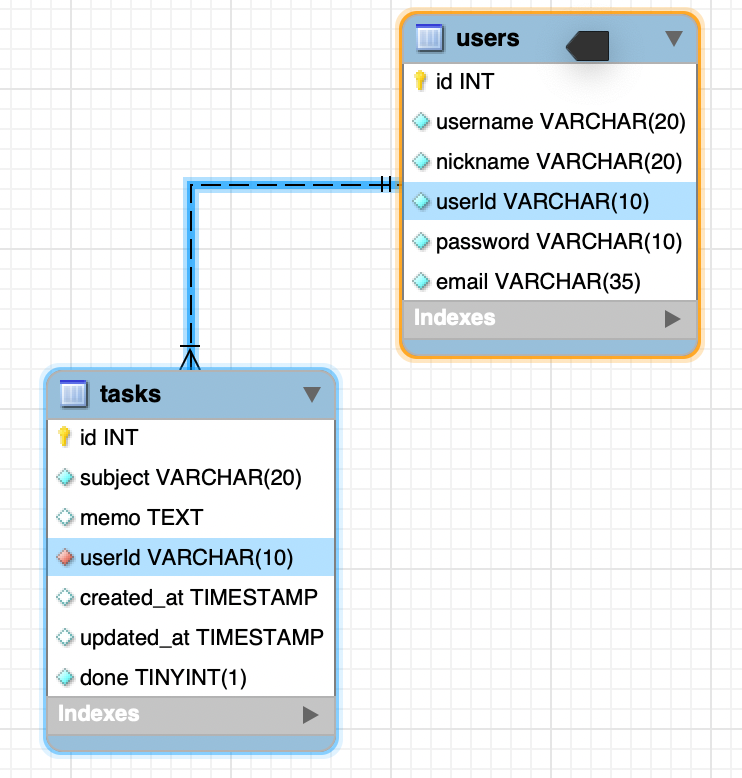 users
id INT
username VARCHAR(20)
nickname VARCHAR(20)
userId VARCHAR(10)
password VARCHAR(10)
email VARCHAR(35)
Indexes
tasks
id INT
subject VARCHAR(20)
memo TEXT
userId VARCHAR(10)
created_at TIMESTAMP
updated_at TIMESTAMP
done TINYINT(1)
Indexes